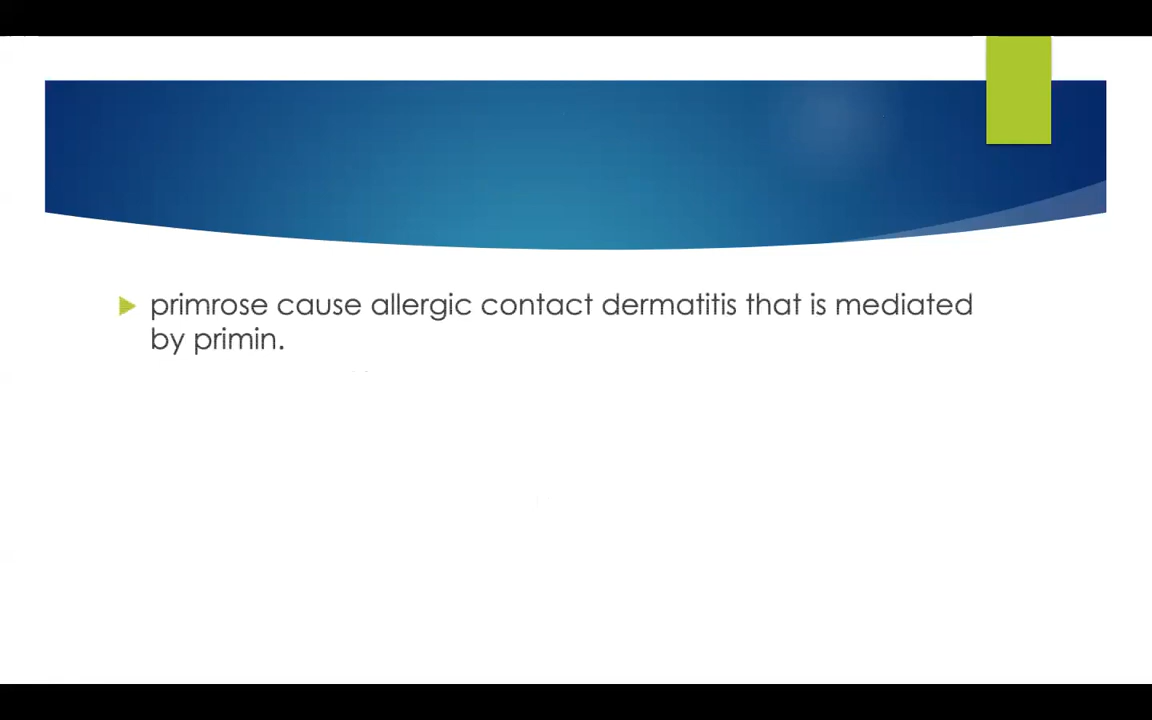 primrose cause allergic contact dermatitis that is mediated
by primin.